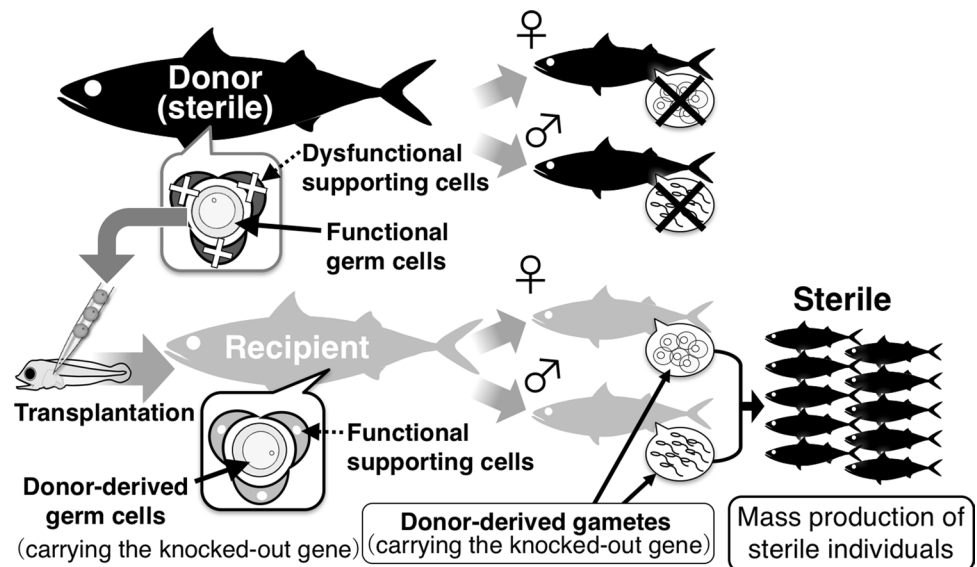 ♀
Donor
(sterile)
♂
Dysfunctional
supporting cells
Functional
germ cells
♀
Sterile
Recipient
♂
Transplantation
Functional
supporting cells
Donor-derived
germ cells
(carrying the knocked-out gene)
Donor-derived gametes
(carrying the knocked-out gene)
Mass production of
sterile individuals